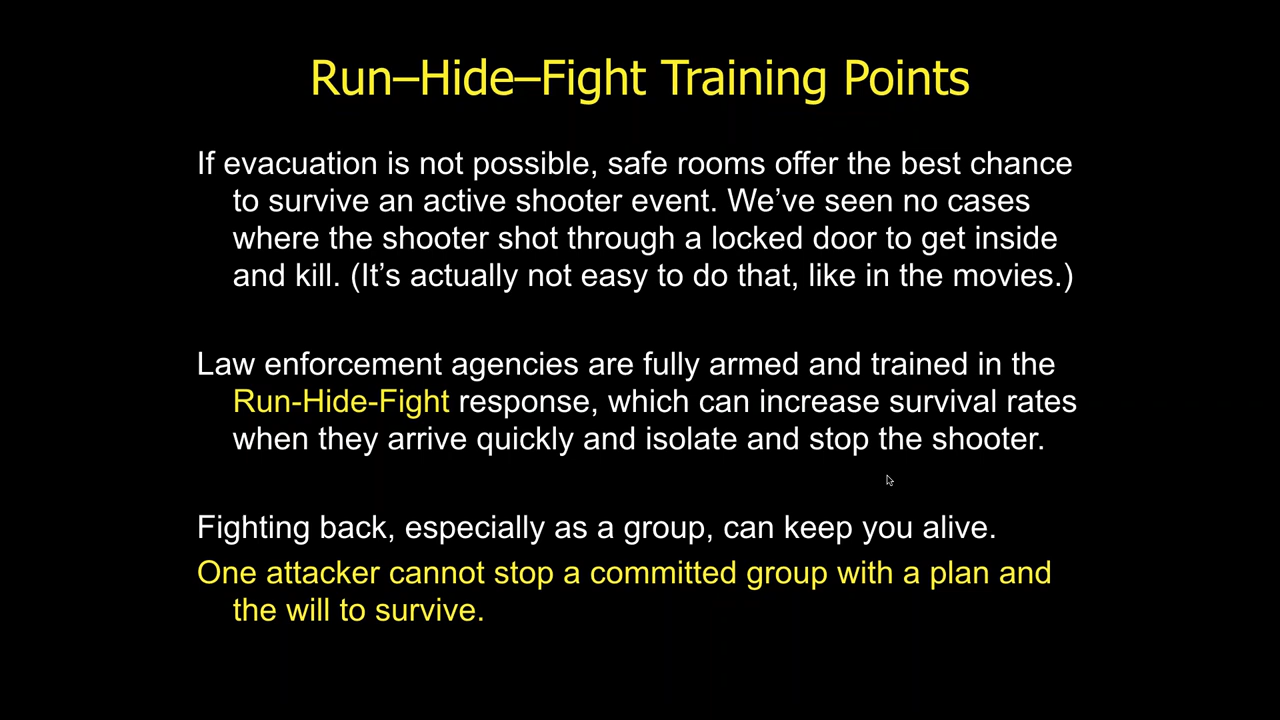 Run–Hide–Fight Training Points
If evacuation is not possible, safe rooms offer the best chance
to survive an active shooter event. We’ve seen no cases
where the shooter shot through a locked door to get inside
and kill. (It’s actually not easy to do that, like in the movies.)
Law enforcement agencies are fully armed and trained in the
Run-Hide-Fight response, which can increase survival rates
when they arrive quickly and isolate and stop the shooter.
Fighting back, especially as a group, can keep you alive.
One attacker cannot stop a committed group with a plan and
the will to survive.